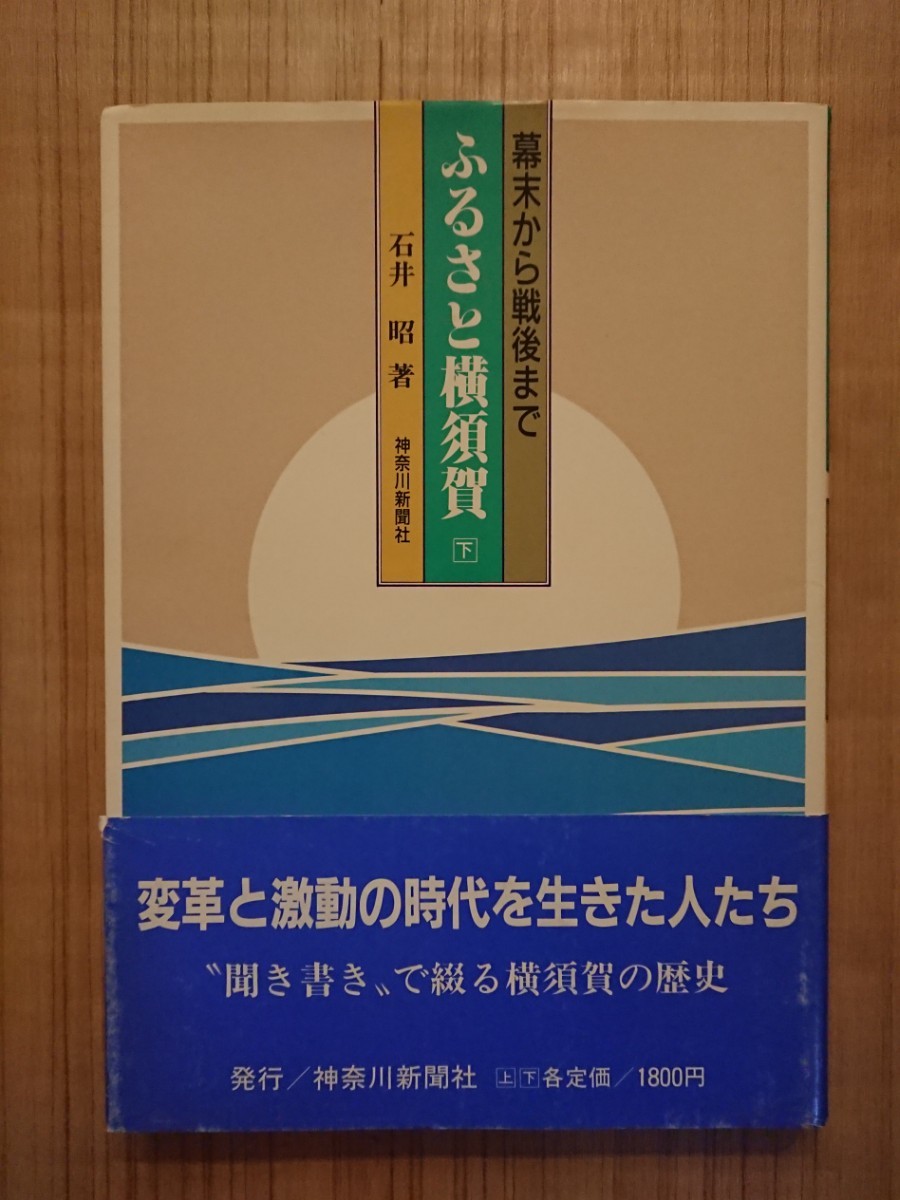 幕末から戦後まで
ふるさと横須賀 下
石井 昭 著
神奈川新聞社
変革と激動の時代を生きた人たち
〝聞き書き〟で綴る横須賀の歴史
発行／神奈川新聞社 上下各定価／1800円